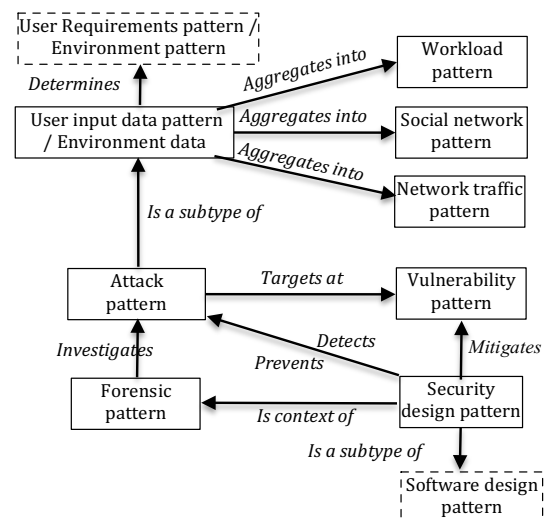 User Requirements pattern /
Environment pattern
Determines
Aggregates into
Workload
pattern
User input data pattern
/ Environment data
Aggregates into
Social network
pattern
Aggregates into
Network traffic
pattern
Is a subtype of
Attack
pattern
Targets at
Vulnerability
pattern
Investigates
Detects
Prevents
Mitigates
Forensic
pattern
Is context of
Security
design pattern
Is a subtype of
Software design
pattern